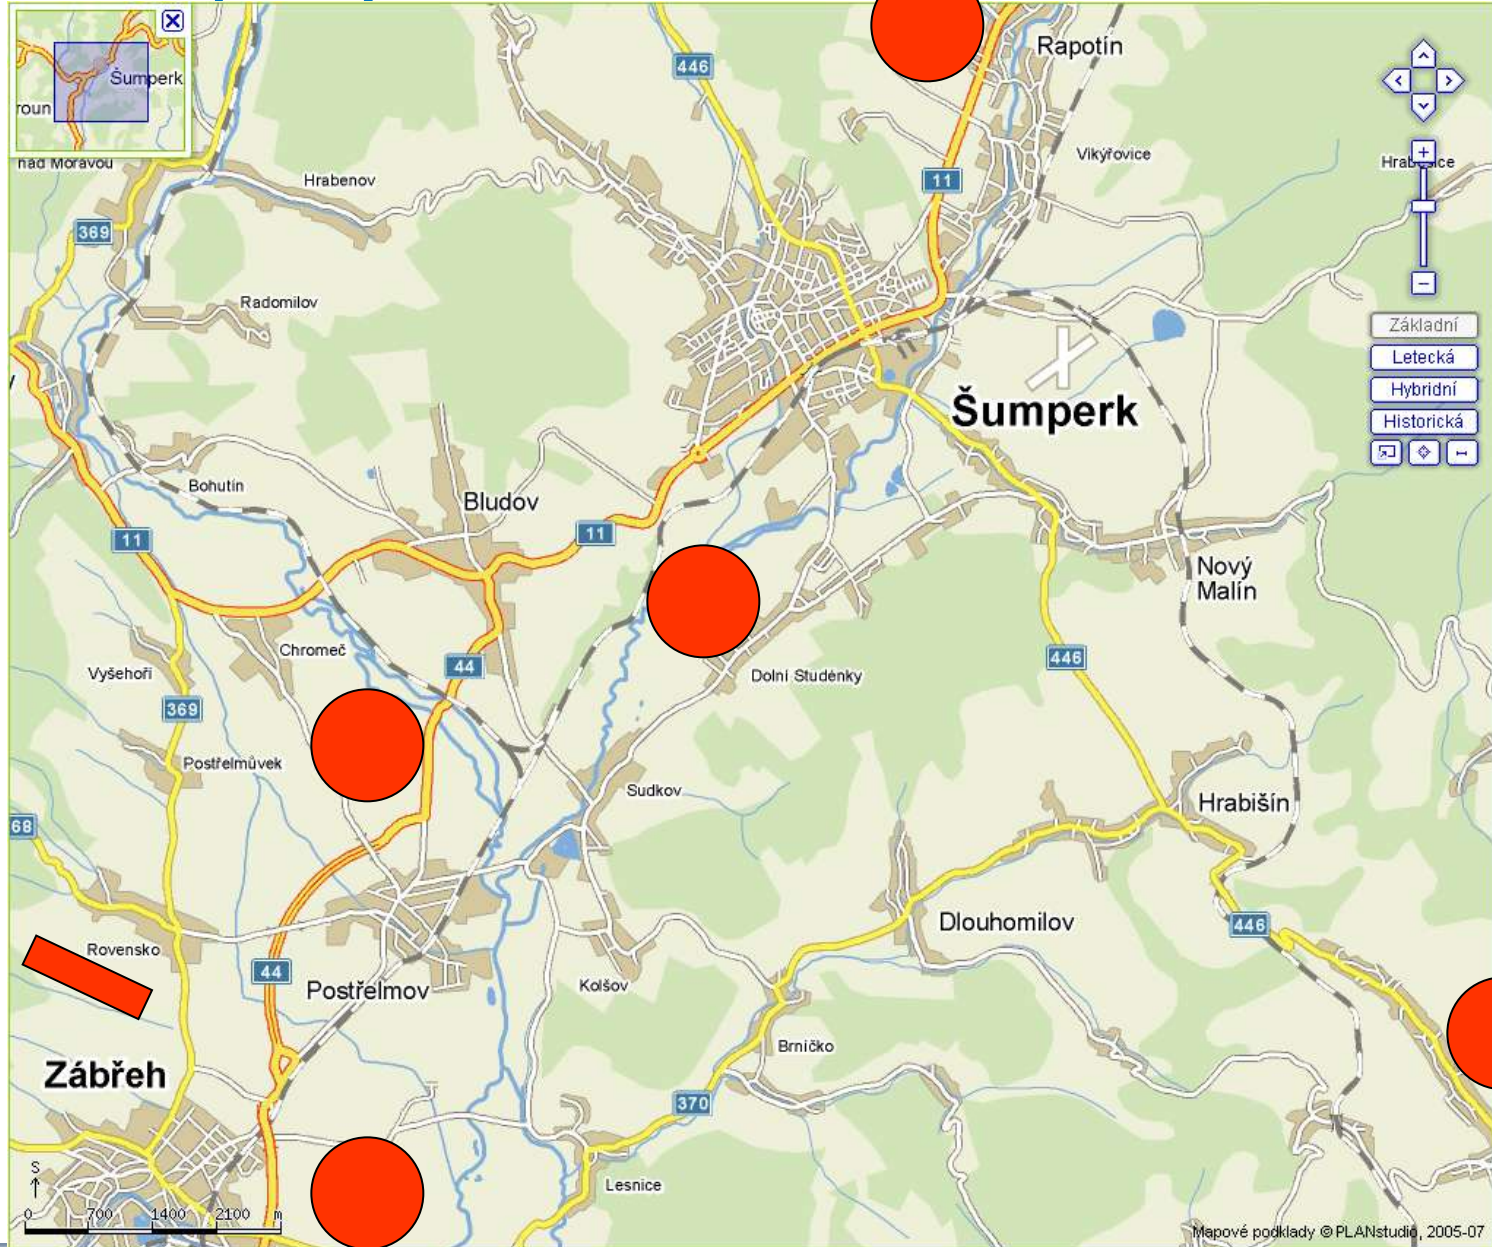 Šumperk
roun
nad Moravou
446
Rapotín
Vikýřovice
Hrabenov
11
369
Radomilov
Základní
Letecká
Hybridní
Historická
Šumperk
Bohutín
Bludov
11
11
Nový
Malín
Chromeč
Vyšehoří
44
446
Dolní Studénky
369
Postřelmůvek
Sudkov
Hrabišín
68
Dlouhomilov
446
Rovensko
44
Postřelmov
Kolšov
Brníčko
Zábřeh
370
S
Lesnice
0 700 1400 2100 m
Mapové podklady © PLANstudio, 2005-07